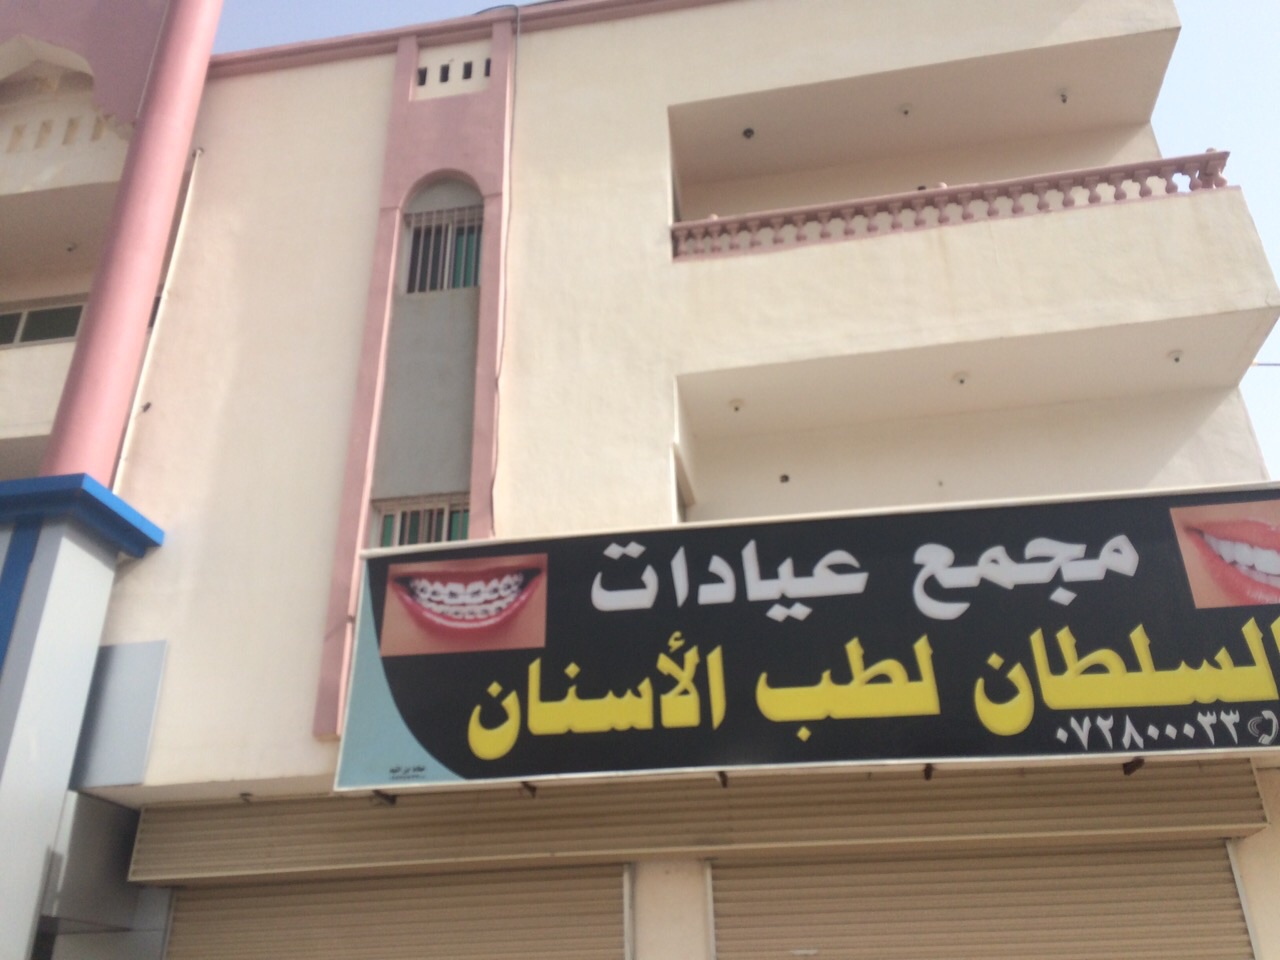 مجمع عيادات
السلطان لطب الأسنان
٠٧٢٨٠٠٠٣٣